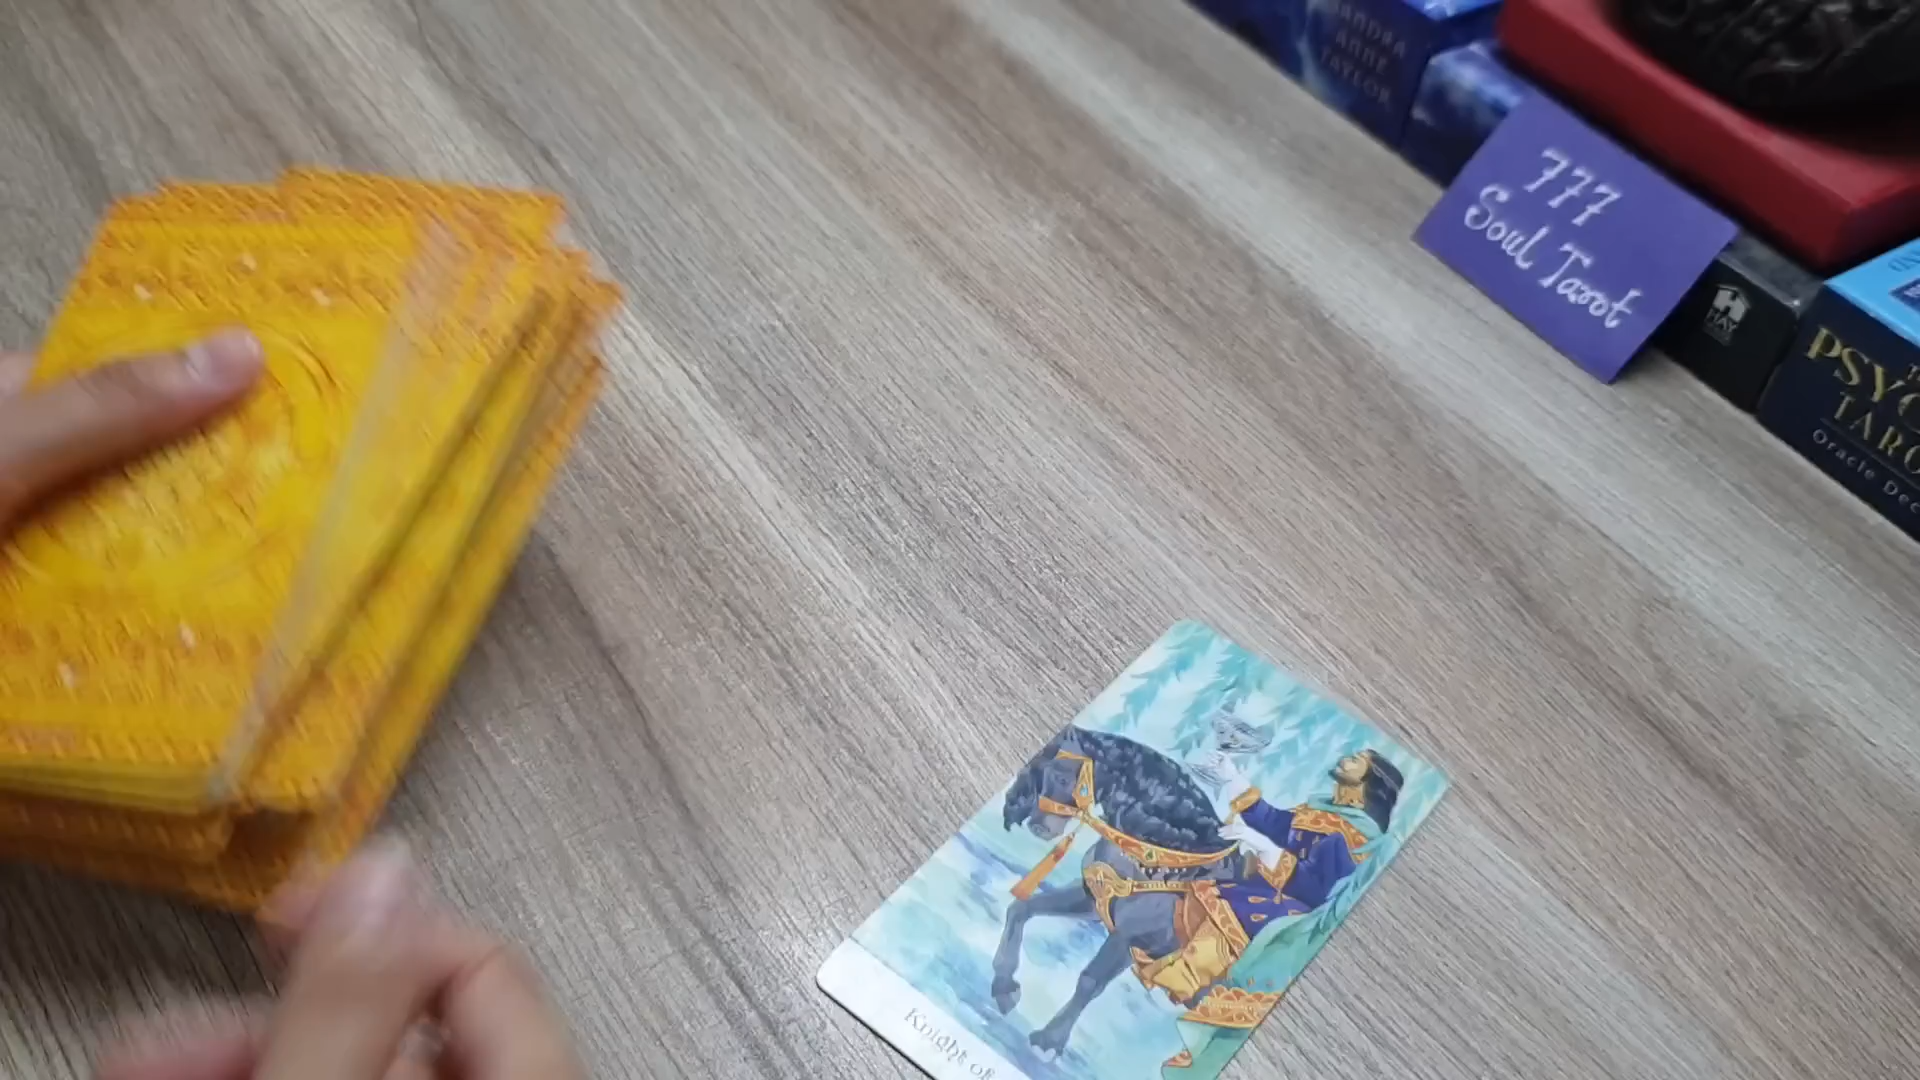 SANDRA
ANNE
TAYLOR
777
Soul Tarot
HAY
PSYC
TARO
Oracle Dec
Knight of